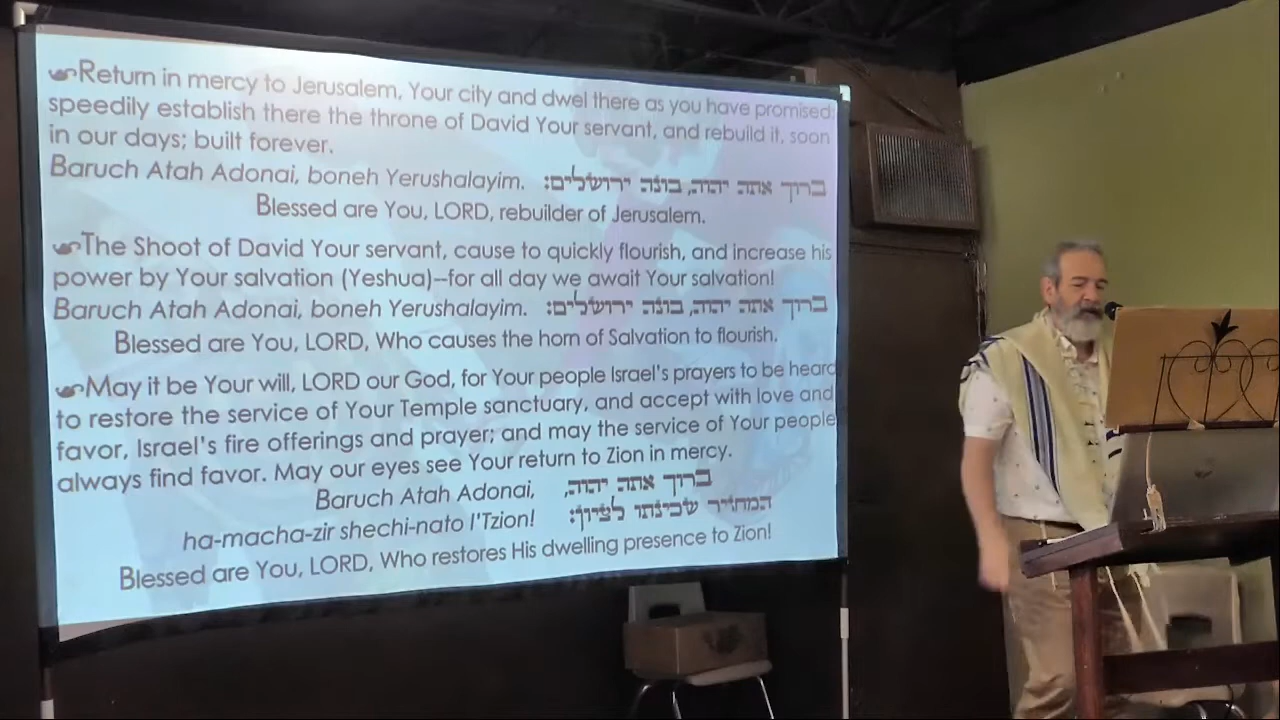 Return in mercy to Jerusalem, Your city and dwel there as you have promised;
speedily establish there the throne of David Your servant, and rebuild it, soon
in our days; built forever.
Baruch Atah Adonai, boneh Yerushalayim. ברוך אתה יהוה, בונה ירושלים:
Blessed are You, LORD, rebuilder of Jerusalem.
The Shoot of David Your servant, cause to quickly flourish, and increase his
power by Your salvation (Yeshua)--for all day we await Your salvation!
Baruch Atah Adonai, boneh Yerushalayim. ברוך אתה יהוה, בונה ירושלים:
Blessed are You, LORD, Who causes the horn of Salvation to flourish.
May it be Your will, LORD our God, for Your people Israel's prayers to be heard
to restore the service of Your Temple sanctuary, and accept with love and
favor, Israel's fire offerings and prayer; and may the service of Your people
always find favor. May our eyes see Your return to Zion in mercy.
Baruch Atah Adonai, ברוך אתה יהוה,
ha-macha-zir shechi-nato l'Tzion! המחזיר שכינתו לציון:
Blessed are You, LORD, Who restores His dwelling presence to Zion!